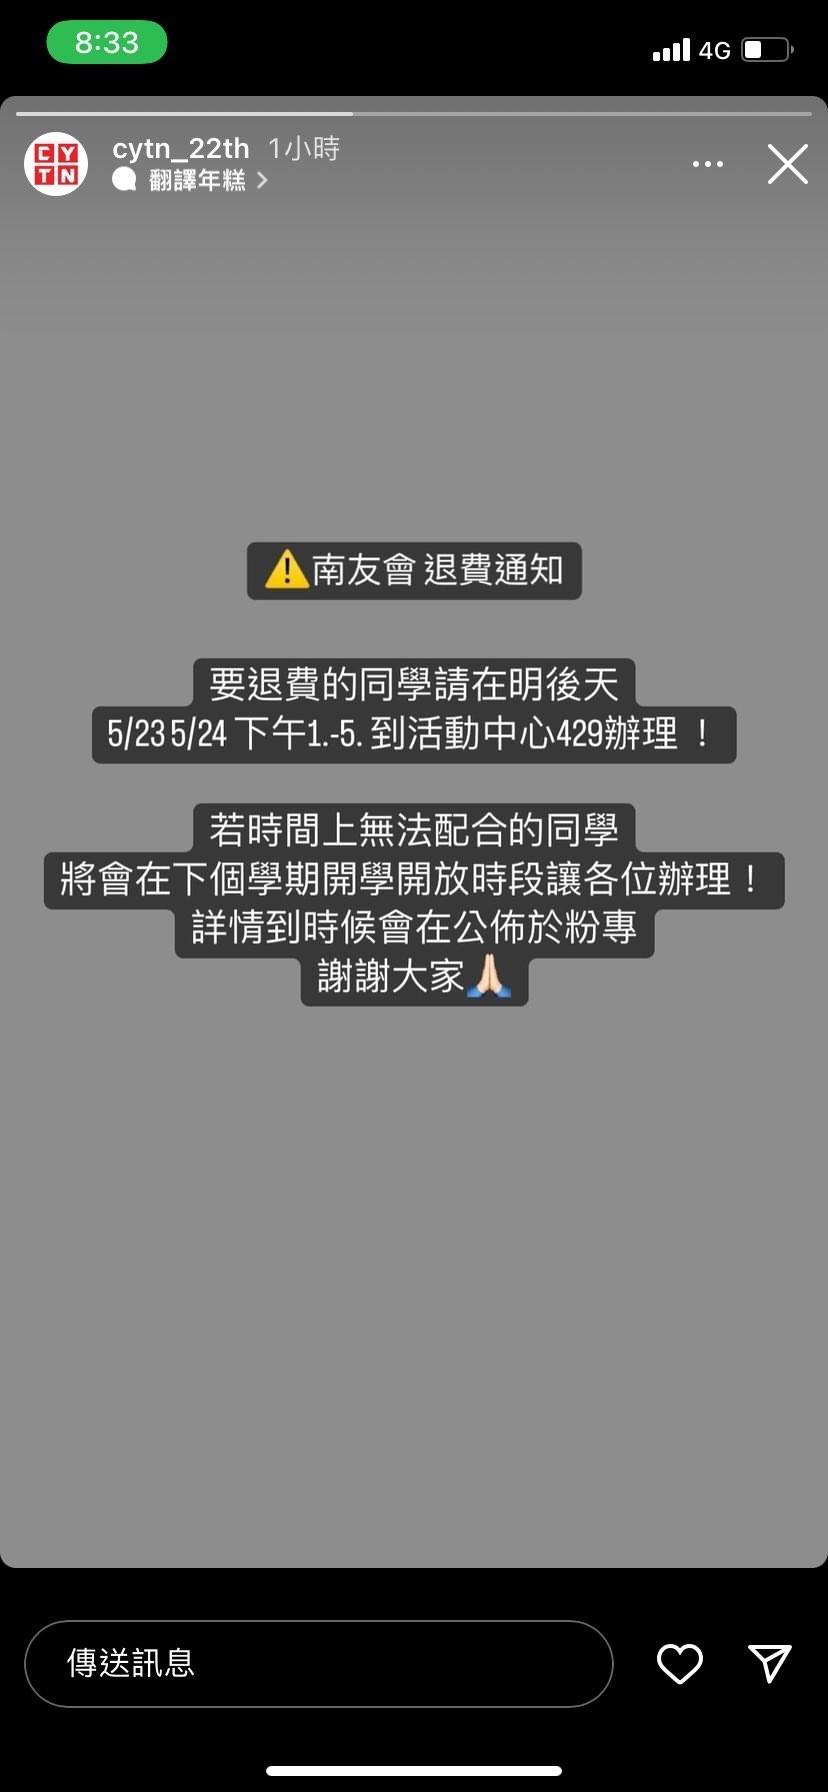 8:33
4G
CY
TN
cytn_22th 1小時
翻譯年糕 >
⚠️南友會 退費通知
要退費的同學請在明後天
5/23 5/24 下午1.-5. 到活動中心429辦理 ！
若時間上無法配合的同學
將會在下個學期開學開放時段讓各位辦理！
詳情到時候會在公佈於粉專
謝謝大家🙏🏻
傳送訊息